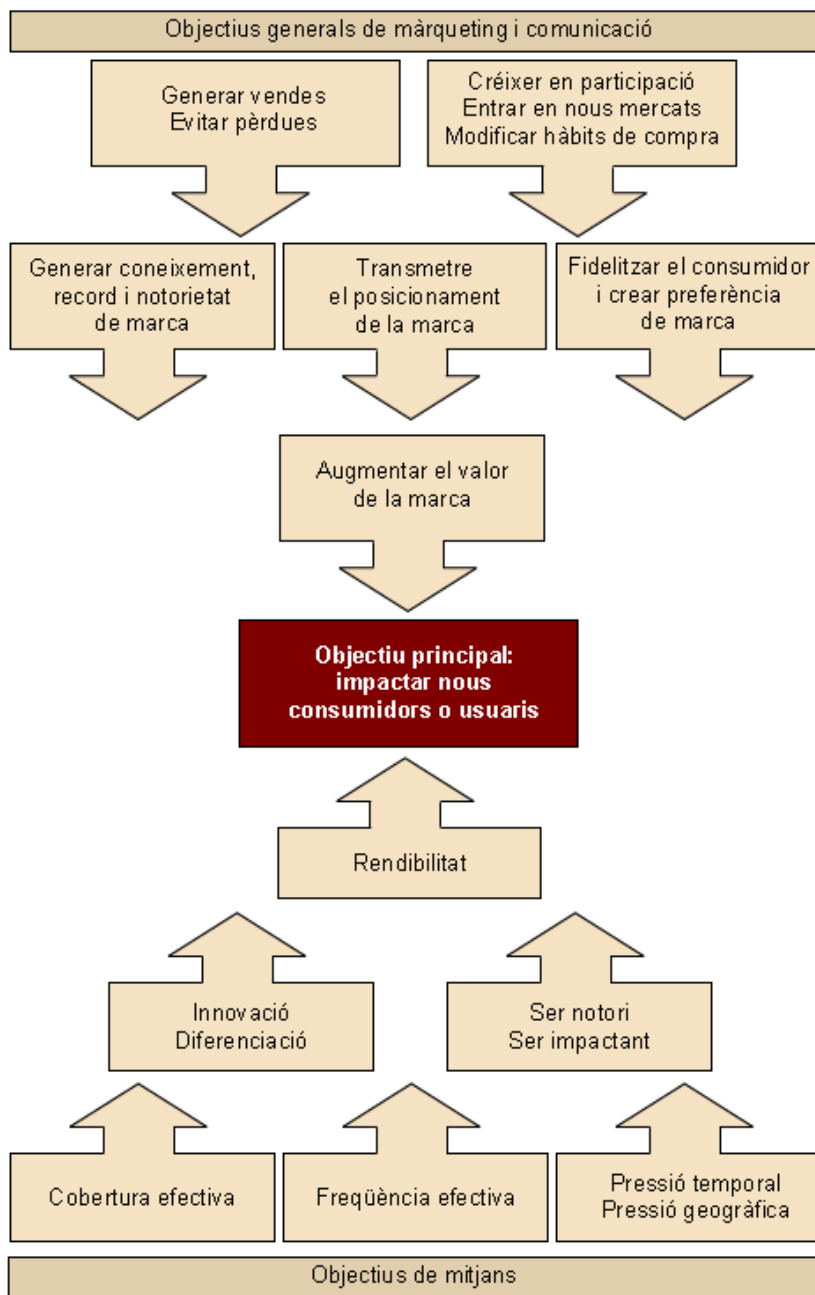 Objectius generals de màrqueting i comunicació
Generar vendes
Evitar pèrdues
Créixer en participació
Entrar en nous mercats
Modificar hàbits de compra
Generar coneixement,
record i notorietat
de marca
Transmetre
el posicionament
de la marca
Fidelitzar el consumidor
i crear preferència
de marca
Augmentar el valor
de la marca
Objectiu principal:
impactar nous
consumidors o usuaris
Rendibilitat
Innovació
Diferenciació
Ser notori
Ser impactant
Cobertura efectiva
Freqüència efectiva
Pressió temporal
Pressió geogràfica
Objectius de mitjans